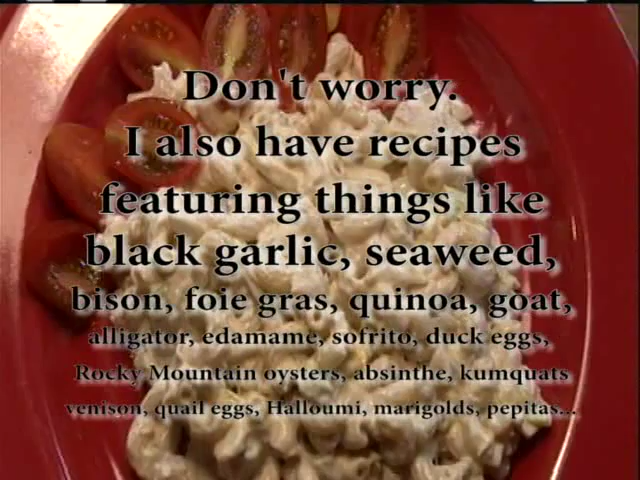 Don't worry.
I also have recipes
featuring things like
black garlic, seaweed,
bison, foie gras, quinoa, goat,
alligator, edamame, sofrito, duck eggs,
Rocky Mountain oysters, absinthe, kumquats
venison, quail eggs, Halloumi, marigolds, pepitas...